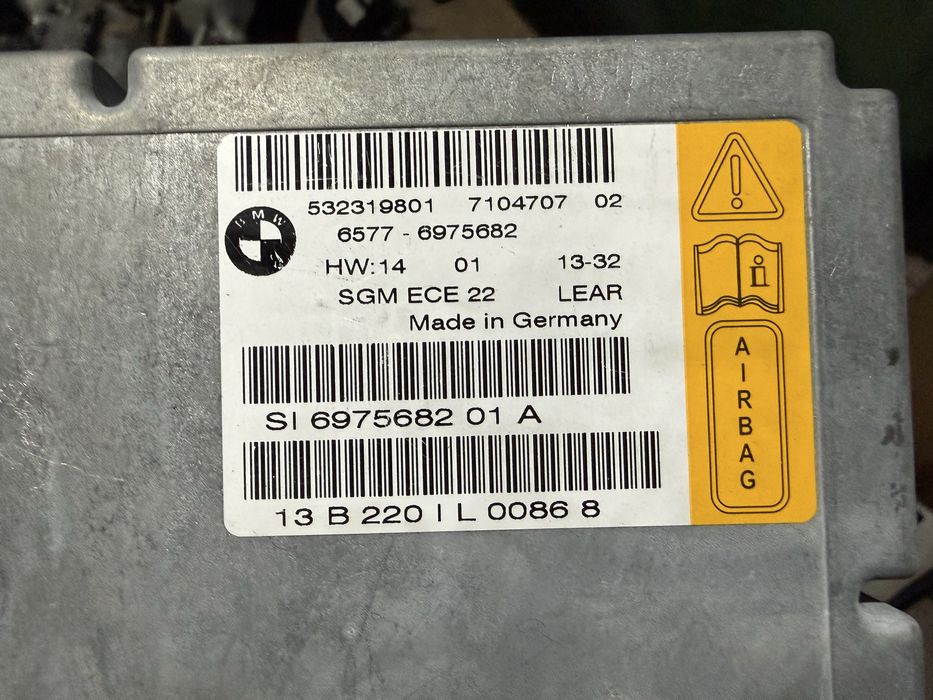 532319801 7104707 02
BMW
6577 - 6975682
HW:14 01 13-32
SGM ECE 22 LEAR
Made in Germany
SI 6975682 01 A
13 B 220 I L 0086 8
i
AIRBAG